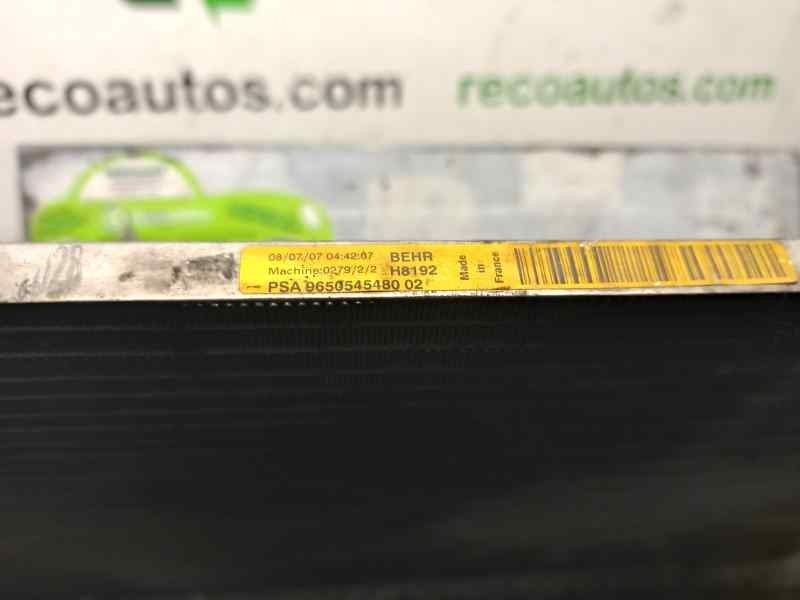 ecoautos.com
recoautos.com
08/07/07 04:42:07 BEHR
Machine:0279/2/2 H8192
PSA 9650545480 02
Made
in
France